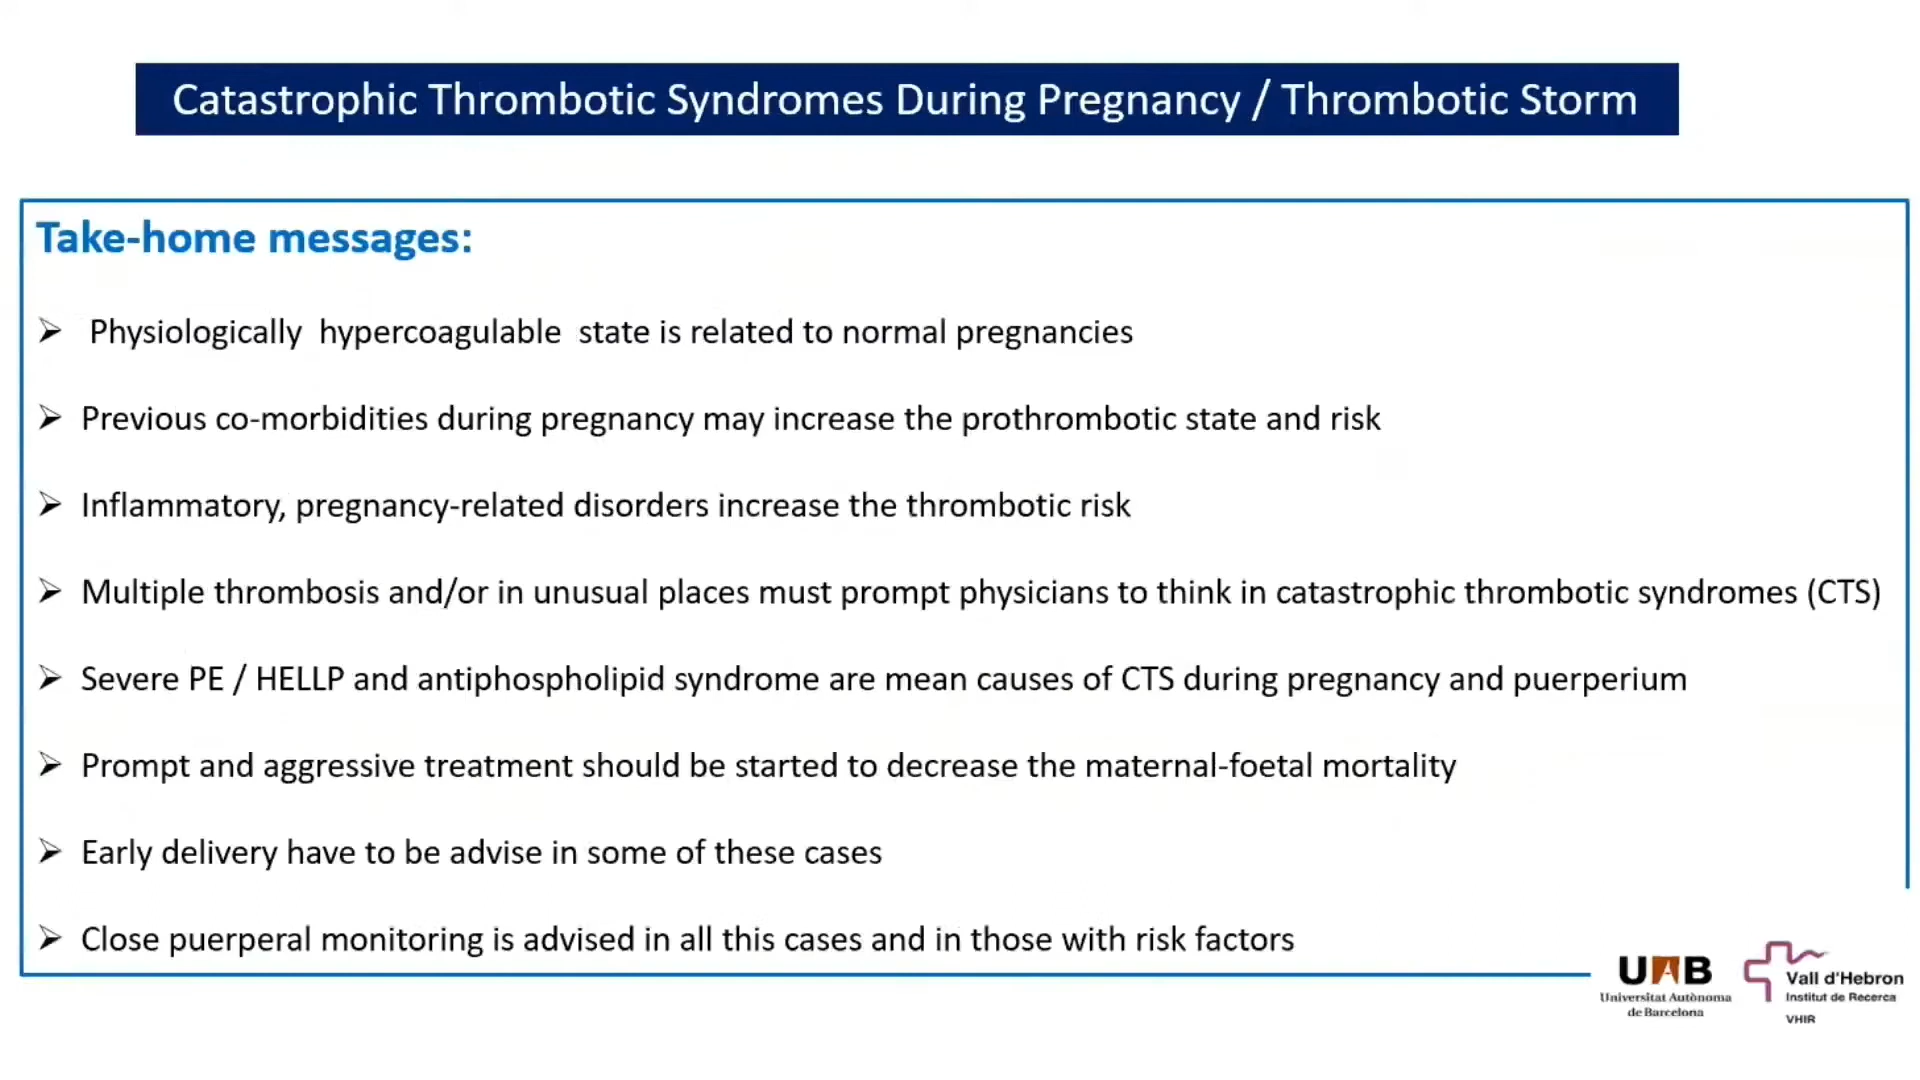 Catastrophic Thrombotic Syndromes During Pregnancy / Thrombotic Storm
Take-home messages:
➢ Physiologically hypercoagulable state is related to normal pregnancies
➢ Previous co-morbidities during pregnancy may increase the prothrombotic state and risk
➢ Inflammatory, pregnancy-related disorders increase the thrombotic risk
➢ Multiple thrombosis and/or in unusual places must prompt physicians to think in catastrophic thrombotic syndromes (CTS)
➢ Severe PE / HELLP and antiphospholipid syndrome are mean causes of CTS during pregnancy and puerperium
➢ Prompt and aggressive treatment should be started to decrease the maternal-foetal mortality
➢ Early delivery have to be advise in some of these cases
➢ Close puerperal monitoring is advised in all this cases and in those with risk factors
UAB
Universitat Autònoma
de Barcelona
Vall d'Hebron
Institut de Recerca
VHIR